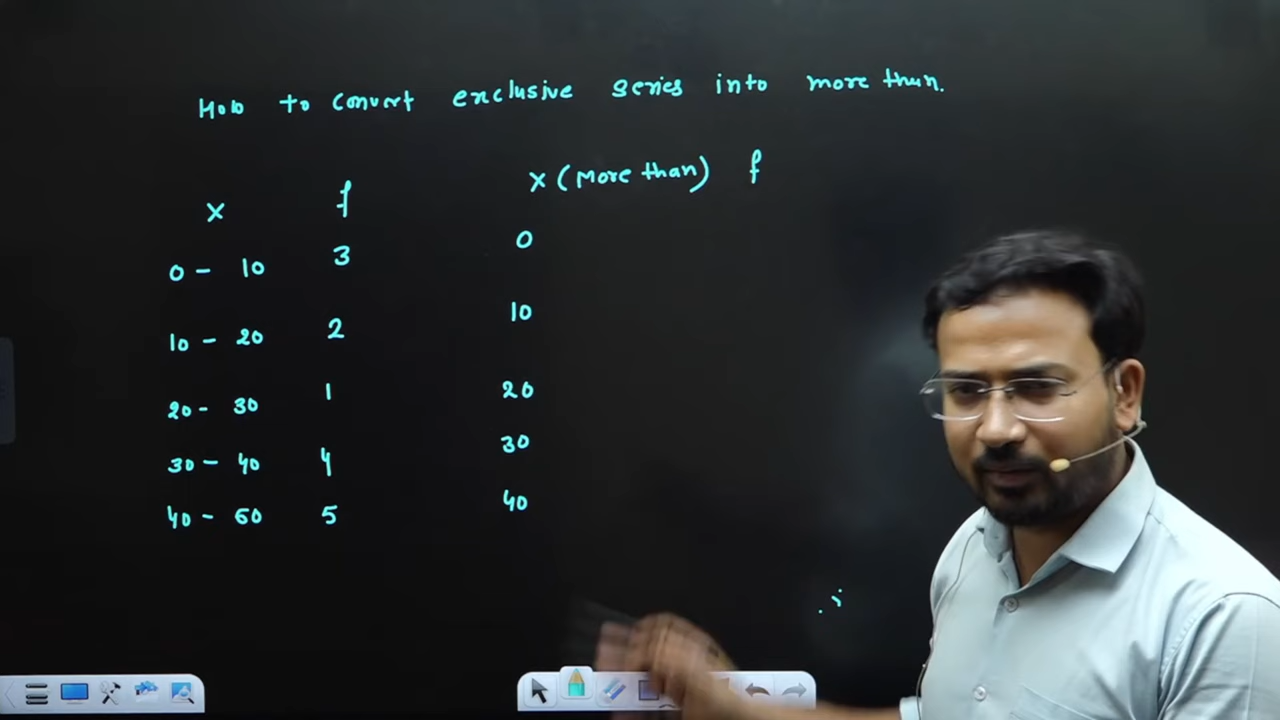 How to convert exclusive series into more than.
x f x (More than) f
0 - 10 3 0
10 - 20 2 10
20 - 30 1 20
30 - 40 4 30
40 - 50 5 40